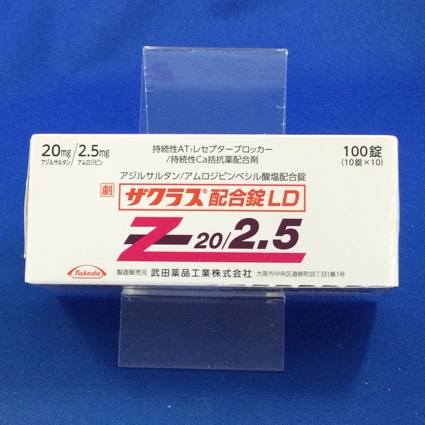 20mg/2.5mg
アジルサルタン/アムロジピン
持続性AT₁レセプターブロッカー
/持続性Ca拮抗薬配合剤
100錠
(10錠×10)
アジルサルタン/アムロジピンベシル酸塩配合錠
劇 ザクラス®配合錠LD
Z 20/2.5
Takeda
製造販売元 武田薬品工業株式会社 大阪市中央区道修町四丁目1番1号